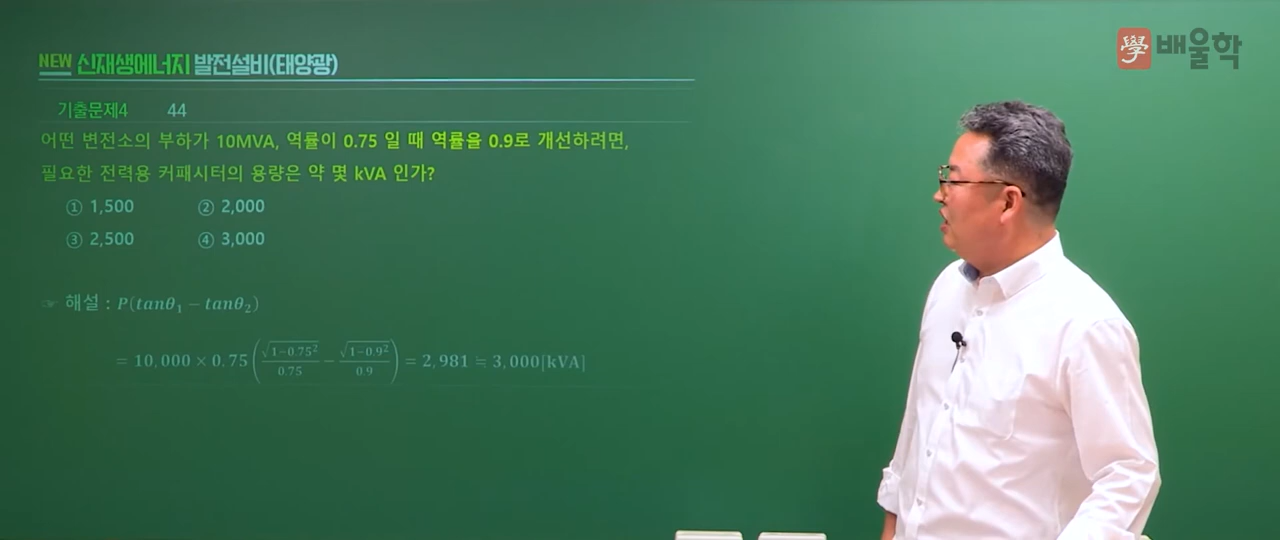 學 배울학
NEW 신재생에너지 발전설비(태양광)
기출문제4 44
어떤 변전소의 부하가 10MVA, 역률이 0.75 일 때 역률을 0.9로 개선하려면,
필요한 전력용 커패시터의 용량은 약 몇 kVA 인가?
① 1,500 ② 2,000
③ 2,500 ④ 3,000
☞ 해설 : P(tanθ₁ − tanθ₂)
= 10,000 × 0.75 (√(1−0.75²)/0.75 − √(1−0.9²)/0.9) = 2,981 ≒ 3,000[kVA]